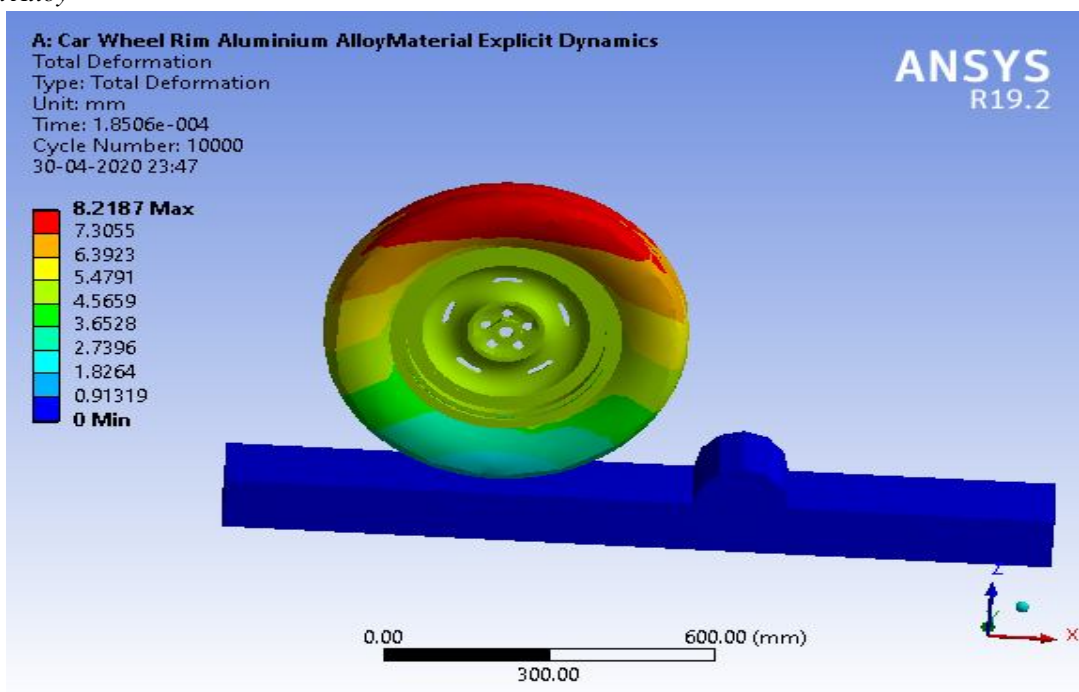 A: Car Wheel Rim Aluminium AlloyMaterial Explicit Dynamics
Total Deformation
Type: Total Deformation
Unit: mm
Time: 1.8506e-004
Cycle Number: 10000
30-04-2020 23:47
ANSYS
R19.2
8.2187 Max
7.3055
6.3923
5.4791
4.5659
3.6528
2.7396
1.8264
0.91319
0 Min
0.00
600.00 (mm)
300.00
Z
X